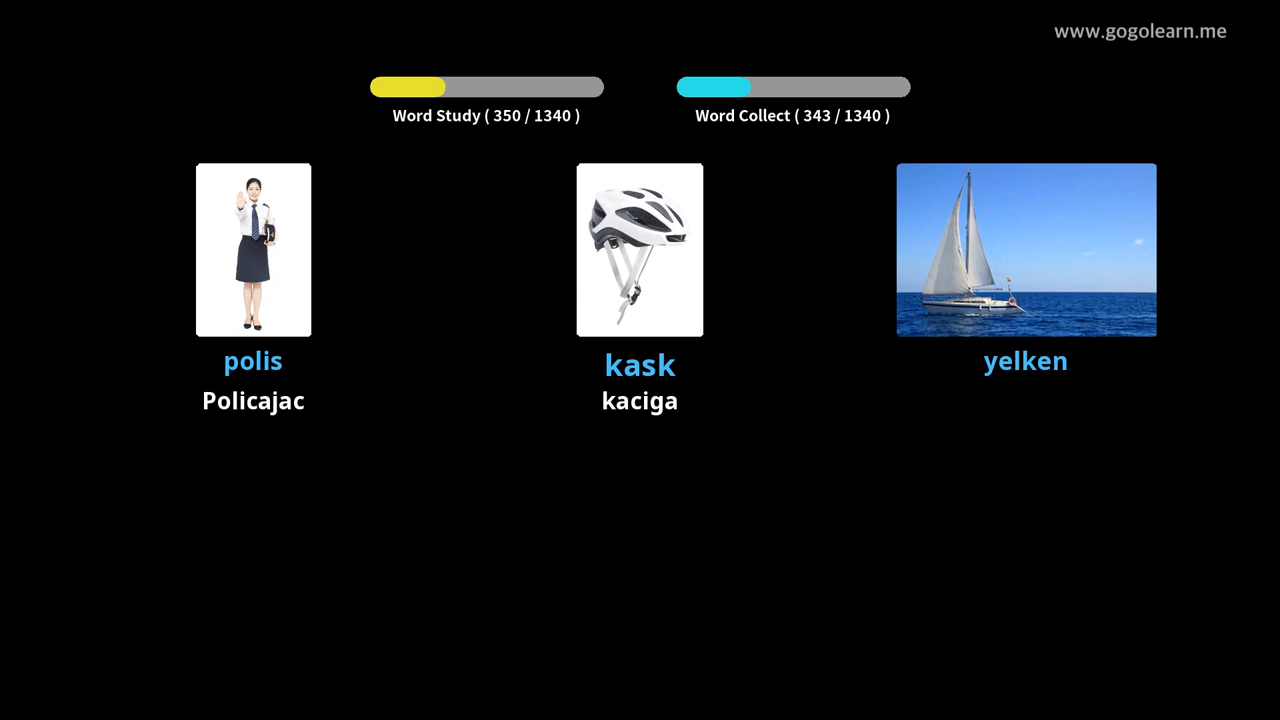 www.gogolearn.me
Word Study ( 350 / 1340 )
Word Collect ( 343 / 1340 )
polis
kask
yelken
Policajac
kaciga